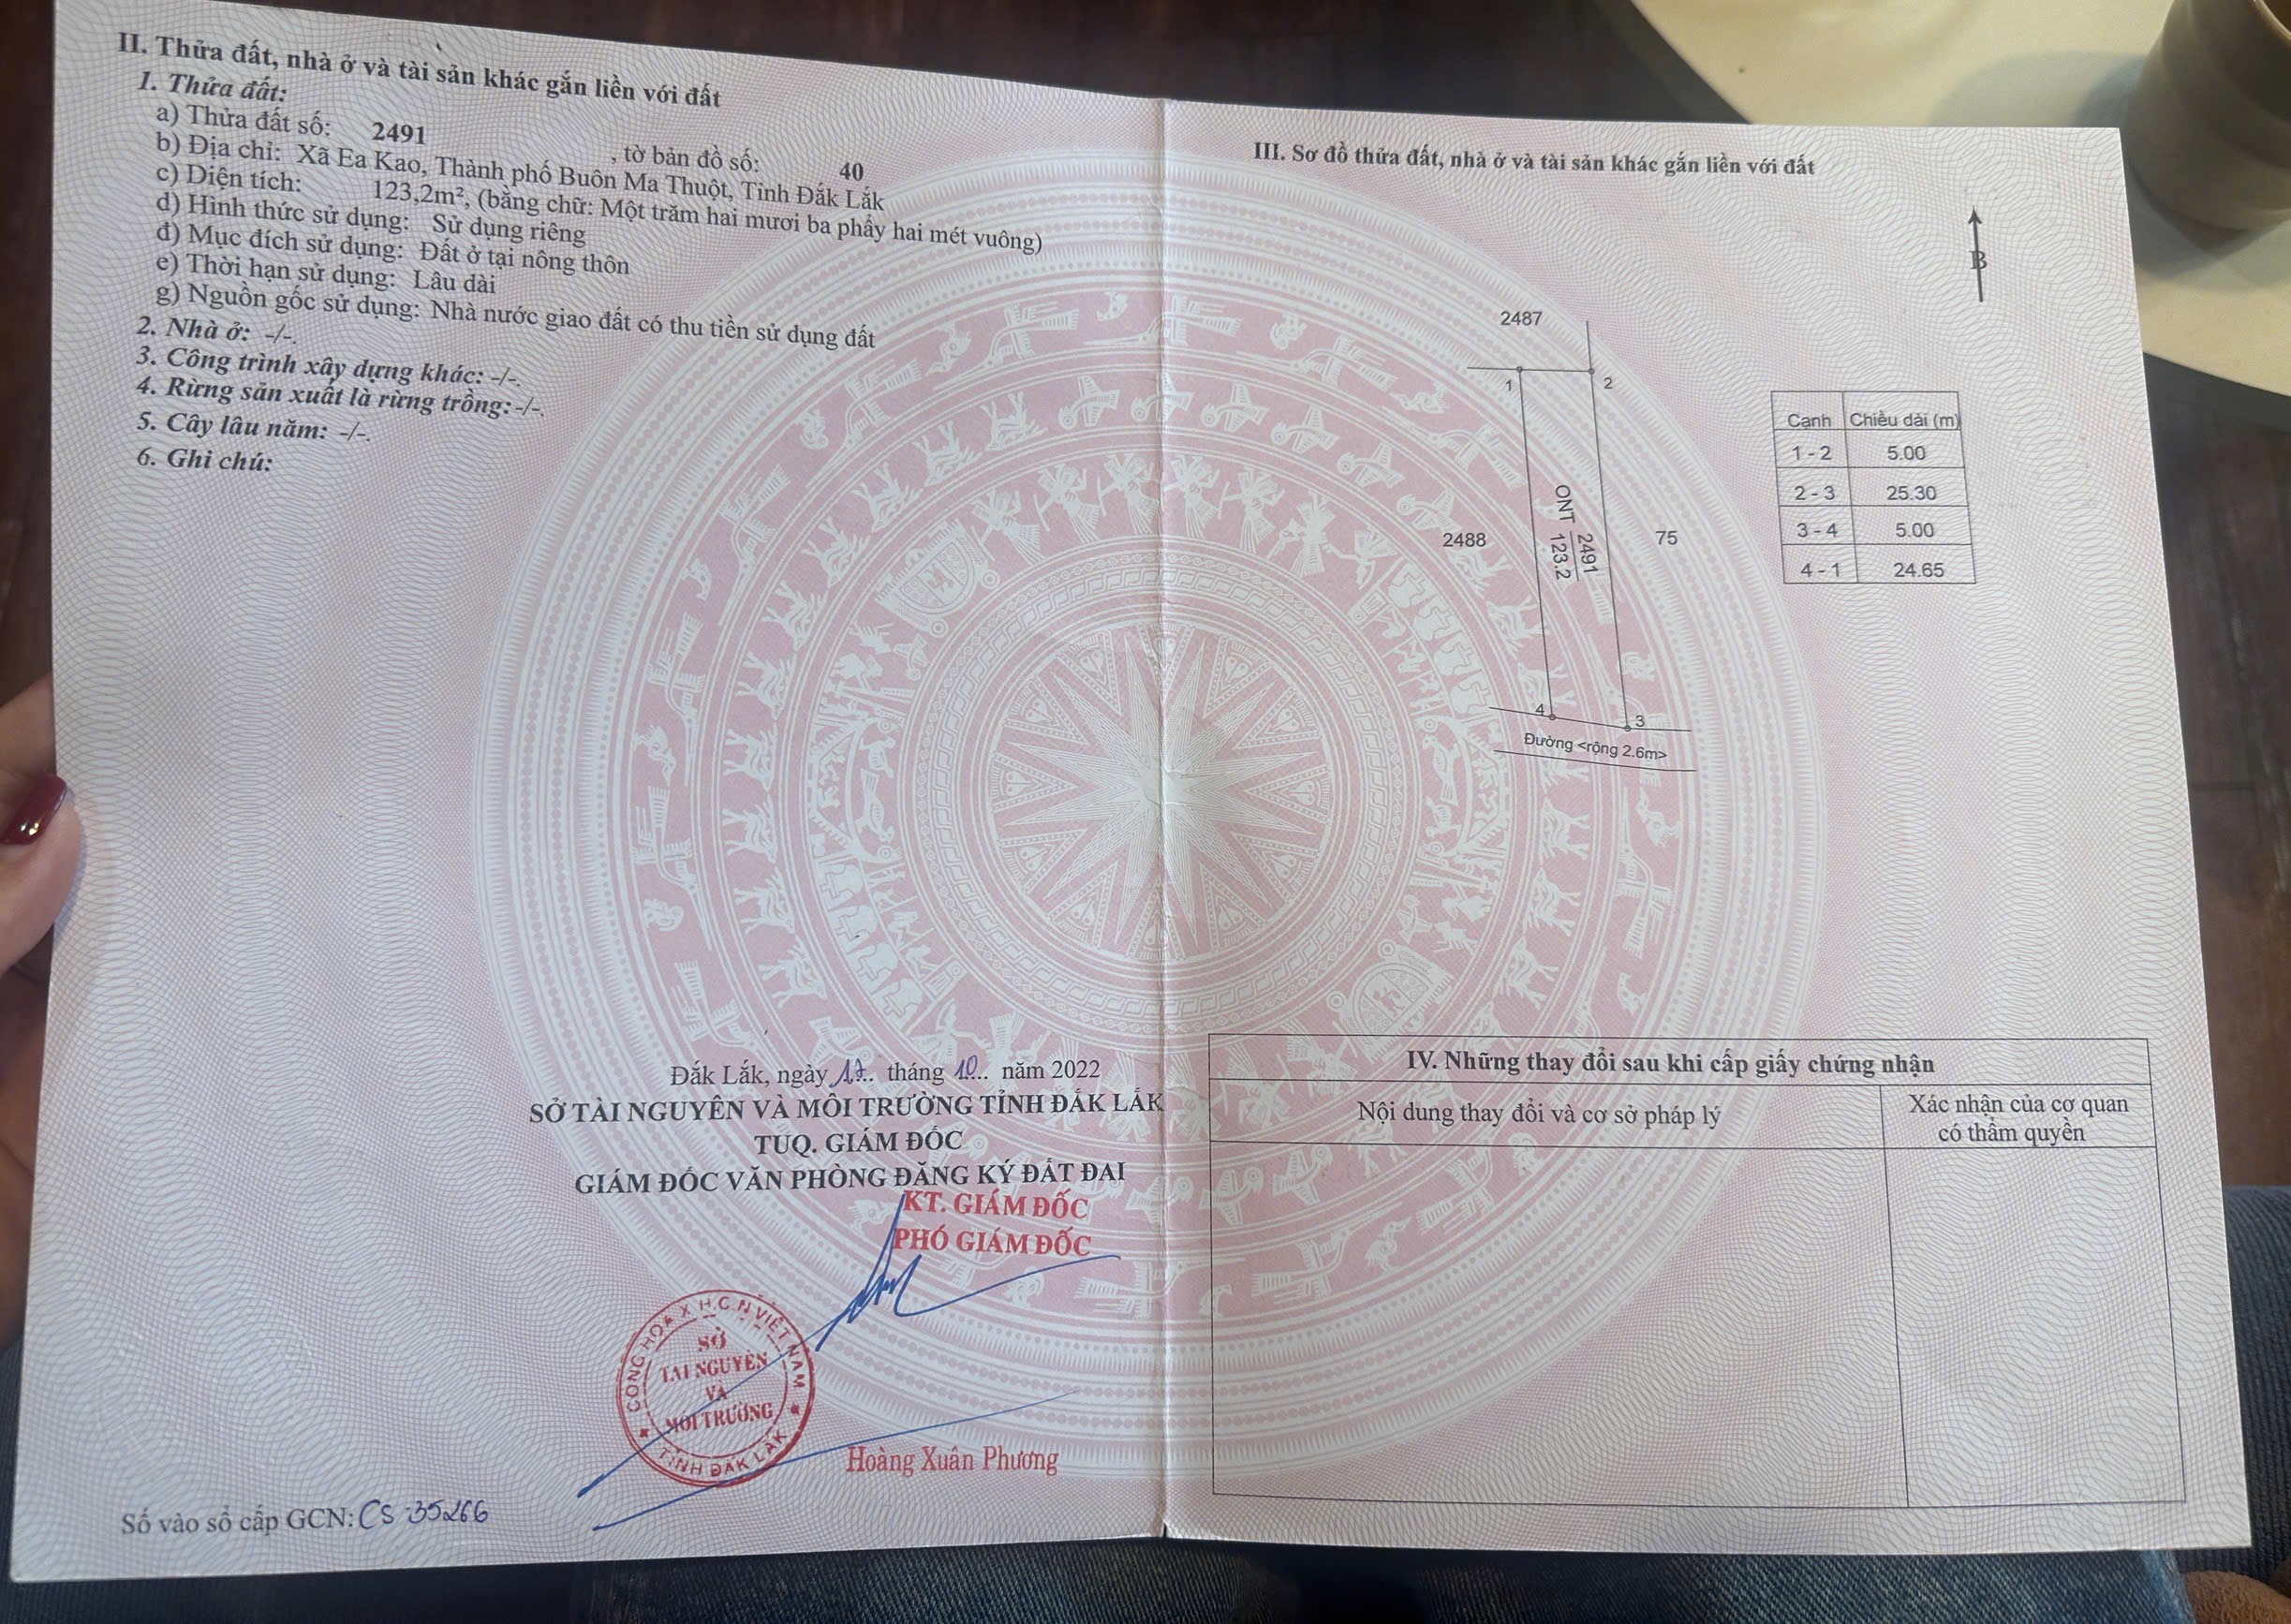 II. Thửa đất, nhà ở và tài sản khác gắn liền với đất
1. Thửa đất:
a) Thửa đất số: 2491 , tờ bản đồ số: 40
b) Địa chỉ: Xã Ea Kao, Thành phố Buôn Ma Thuột, Tỉnh Đắk Lắk
c) Diện tích: 123,2m², (bằng chữ: Một trăm hai mươi ba phẩy hai mét vuông)
d) Hình thức sử dụng: Sử dụng riêng
đ) Mục đích sử dụng: Đất ở tại nông thôn
e) Thời hạn sử dụng: Lâu dài
g) Nguồn gốc sử dụng: Nhà nước giao đất có thu tiền sử dụng đất
2. Nhà ở: -/-.
3. Công trình xây dựng khác: -/-.
4. Rừng sản xuất là rừng trồng: -/-.
5. Cây lâu năm: -/-.
6. Ghi chú:
Đắk Lắk, ngày 17.. tháng 10... năm 2022
SỞ TÀI NGUYÊN VÀ MÔI TRƯỜNG TỈNH ĐẮK LẮK
TUQ. GIÁM ĐỐC
GIÁM ĐỐC VĂN PHÒNG ĐĂNG KÝ ĐẤT ĐAI
KT. GIÁM ĐỐC
PHÓ GIÁM ĐỐC
CỘNG HÒA X.H.C.N VIỆT NAM
SỞ
TÀI NGUYÊN
VÀ
MÔI TRƯỜNG
TỈNH ĐẮK LẮK
Hoàng Xuân Phương
Số vào sổ cấp GCN: CS 35266
III. Sơ đồ thửa đất, nhà ở và tài sản khác gắn liền với đất
B
2487
1 2
2488
ONT 2491 123.2
75
4 3
Đường <rộng 2.6m>
Cạnh Chiều dài (m)
1 - 2 5.00
2 - 3 25.30
3 - 4 5.00
4 - 1 24.65
IV. Những thay đổi sau khi cấp giấy chứng nhận
Nội dung thay đổi và cơ sở pháp lý
Xác nhận của cơ quan
có thẩm quyền